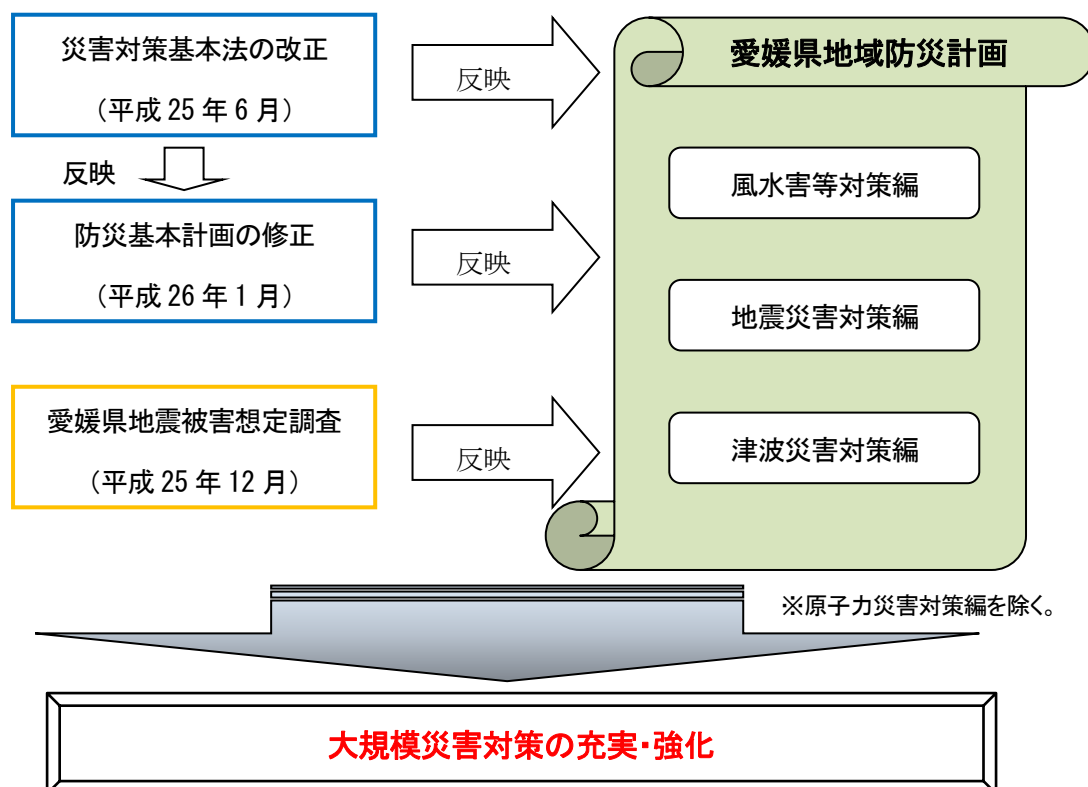 災害対策基本法の改正
（平成 25 年 6 月）
反映
防災基本計画の修正
（平成 26 年 1 月）
愛媛県地震被害想定調査
（平成 25 年 12 月）
反映
反映
反映
愛媛県地域防災計画
風水害等対策編
地震災害対策編
津波災害対策編
※原子力災害対策編を除く。
大規模災害対策の充実・強化